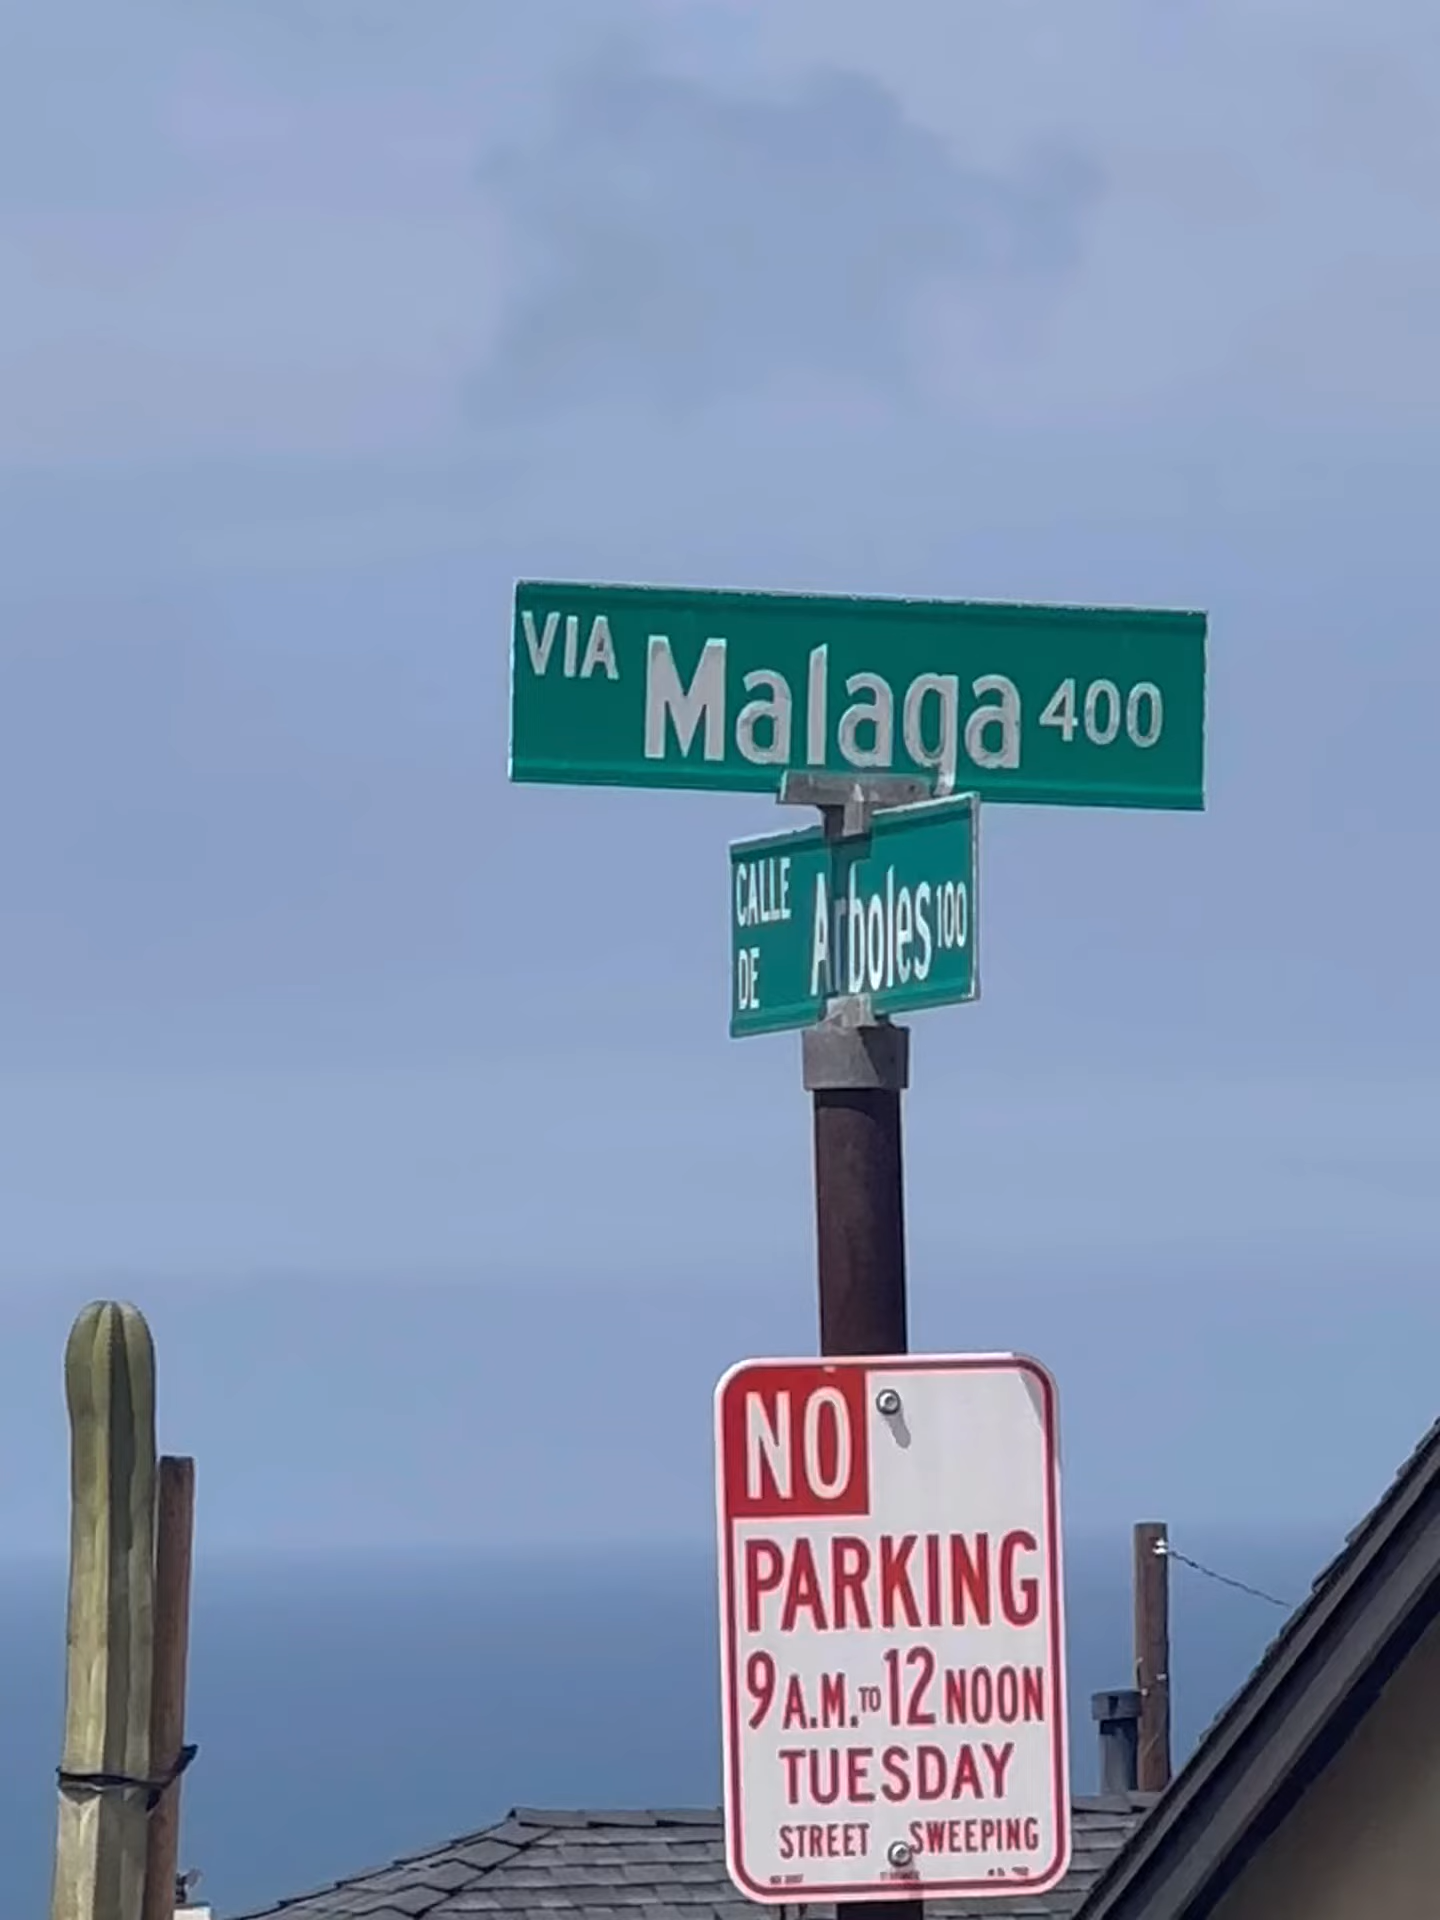 VIA Malaga 400
CALLE
DE Arboles 100
NO
PARKING
9 A.M. TO 12 NOON
TUESDAY
STREET SWEEPING